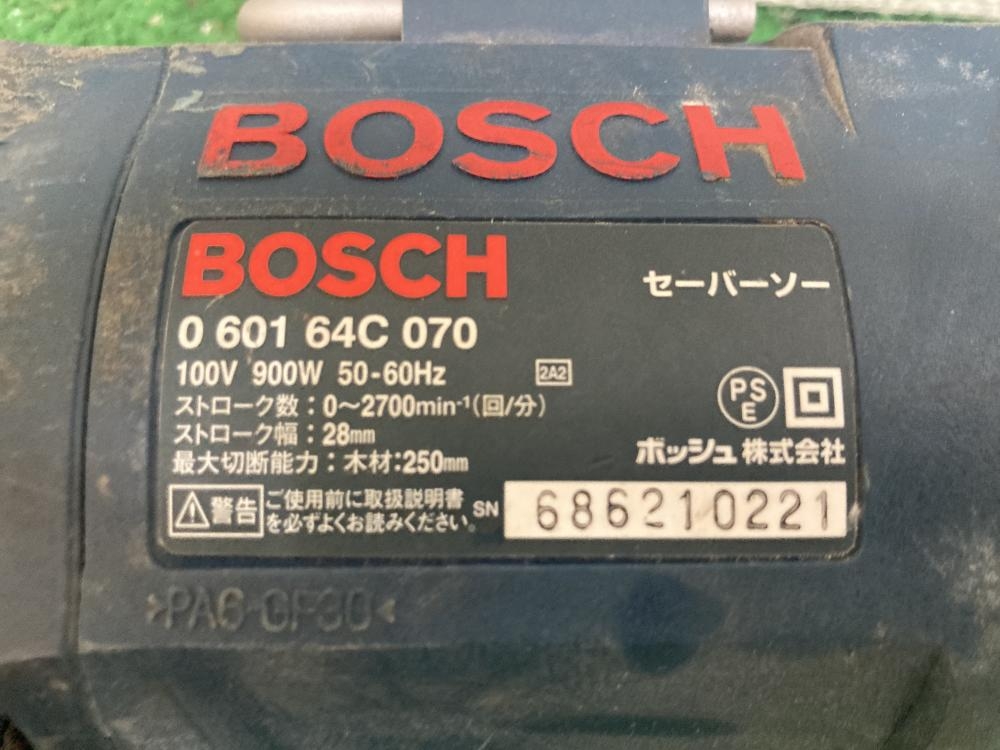 BOSCH
BOSCH
セーバーソー
0 601 64C 070
100V 900W 50-60Hz 2A2
ストローク数：0～2700min-¹（回/分）
PSE
ストローク幅：28mm
ボッシュ株式会社
最大切断能力：木材：250mm
警告 ご使用前に取扱説明書
を必ずよくお読みください。
SN 686210221
>PA6-GF30<